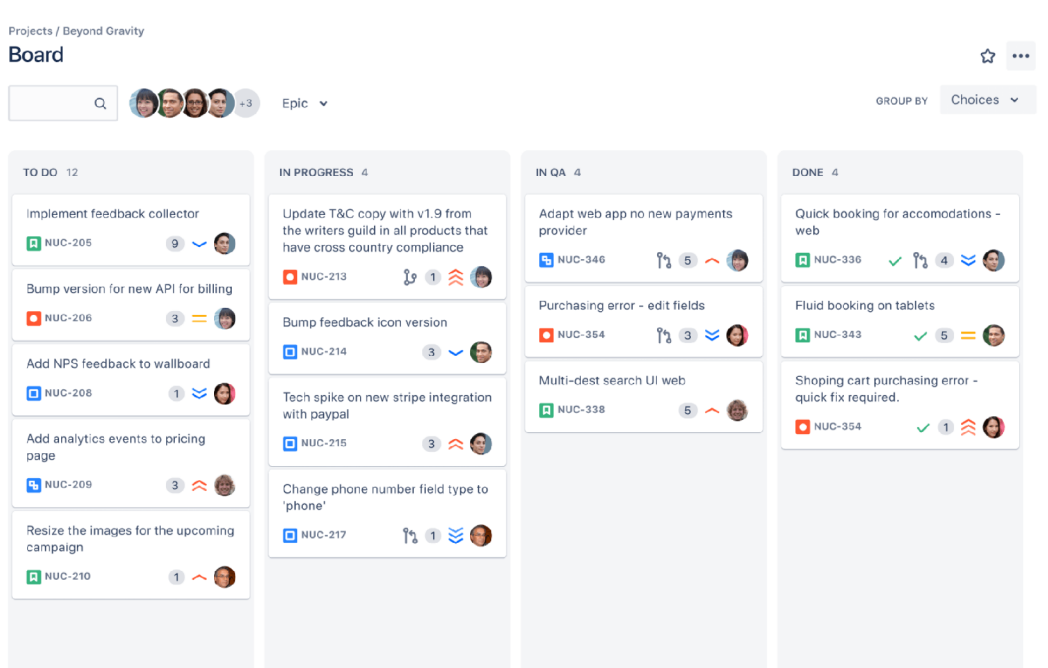 Projects / Beyond Gravity
Board
+3
Epic
GROUP BY
Choices
TO DO 12
Implement feedback collector
NUC-205
9
Bump version for new API for billing
NUC-206
3
Add NPS feedback to wallboard
NUC-208
1
Add analytics events to pricing
page
NUC-209
3
Resize the images for the upcoming
campaign
NUC-210
1
IN PROGRESS 4
Update T&C copy with v1.9 from
the writers guild in all products that
have cross country compliance
NUC-213
1
Bump feedback icon version
NUC-214
3
Tech spike on new stripe integration
with paypal
NUC-215
3
Change phone number field type to
'phone'
NUC-217
1
IN QA 4
Adapt web app no new payments
provider
NUC-346
5
Purchasing error - edit fields
NUC-354
3
Multi-dest search UI web
NUC-338
5
DONE 4
Quick booking for accomodations -
web
NUC-336
4
Fluid booking on tablets
NUC-343
5
Shoping cart purchasing error -
quick fix required.
NUC-354
1